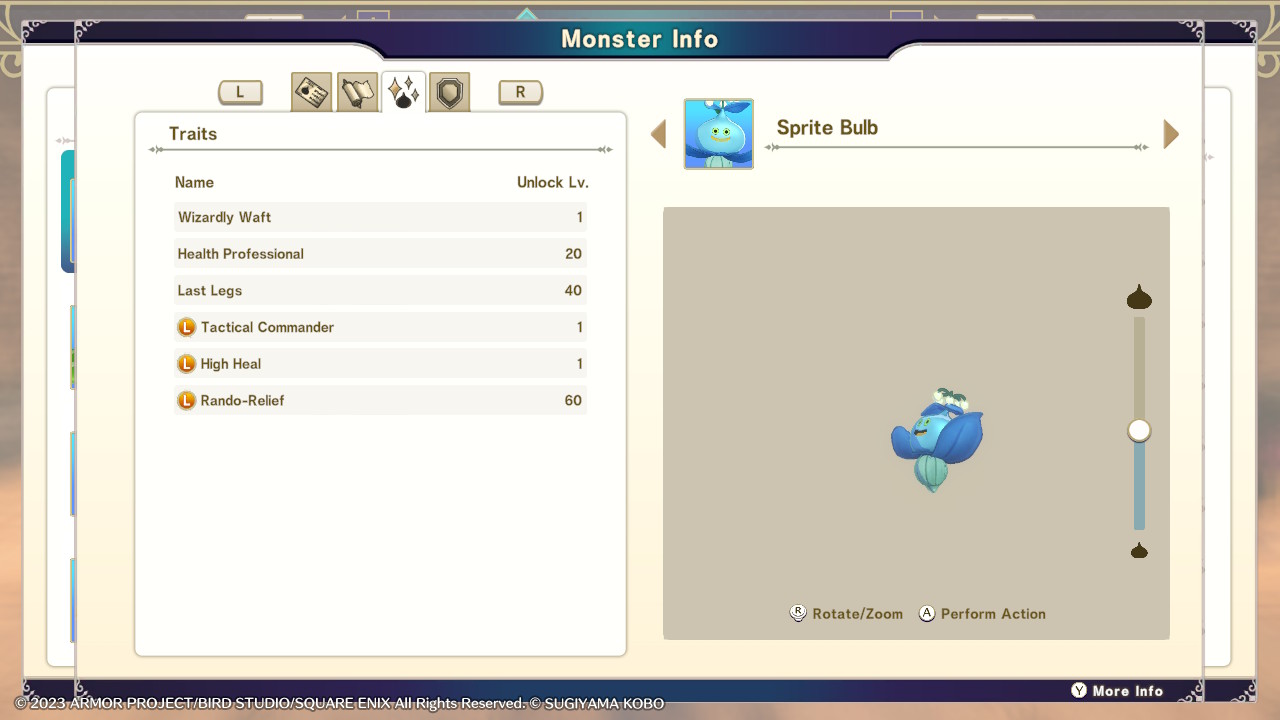 Monster Info
L
R
Traits
Name Unlock Lv.
Wizardly Waft 1
Health Professional 20
Last Legs 40
L Tactical Commander 1
L High Heal 1
L Rando-Relief 60
Sprite Bulb
R Rotate/Zoom A Perform Action
Y More Info
© 2023 ARMOR PROJECT/BIRD STUDIO/SQUARE ENIX All Rights Reserved. © SUGIYAMA KOBO